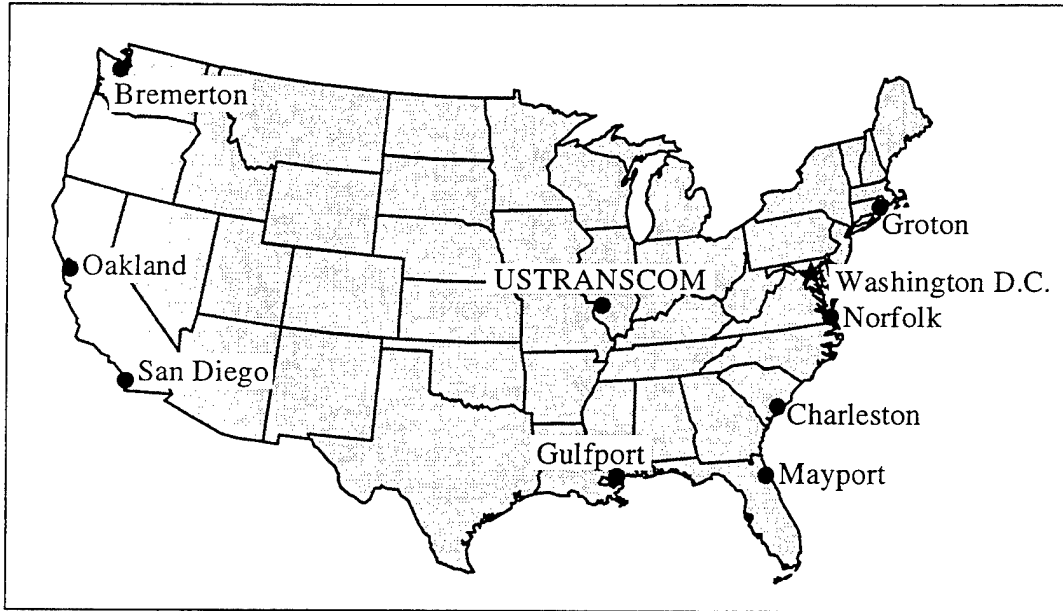 Bremerton
Groton
Oakland
USTRANSCOM
Washington D.C.
Norfolk
San Diego
Charleston
Gulfport
Mayport